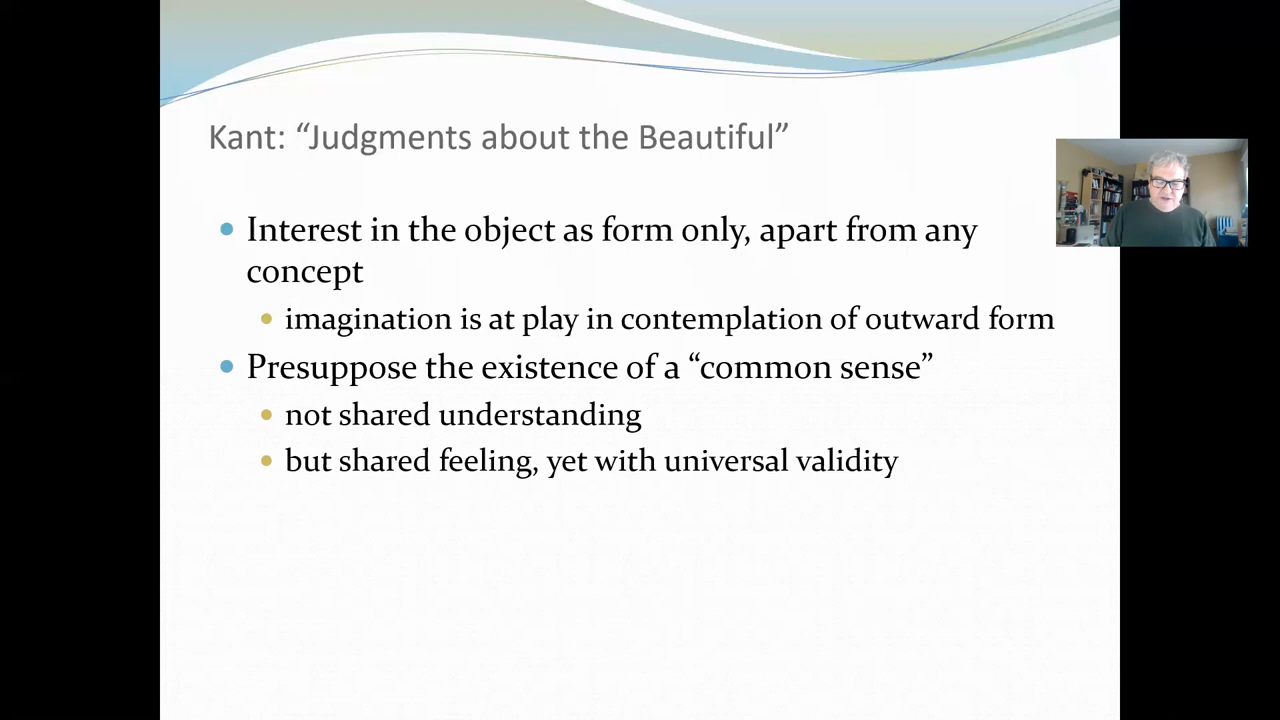 Kant: “Judgments about the Beautiful”
Interest in the object as form only, apart from any
concept
imagination is at play in contemplation of outward form
Presuppose the existence of a “common sense”
not shared understanding
but shared feeling, yet with universal validity